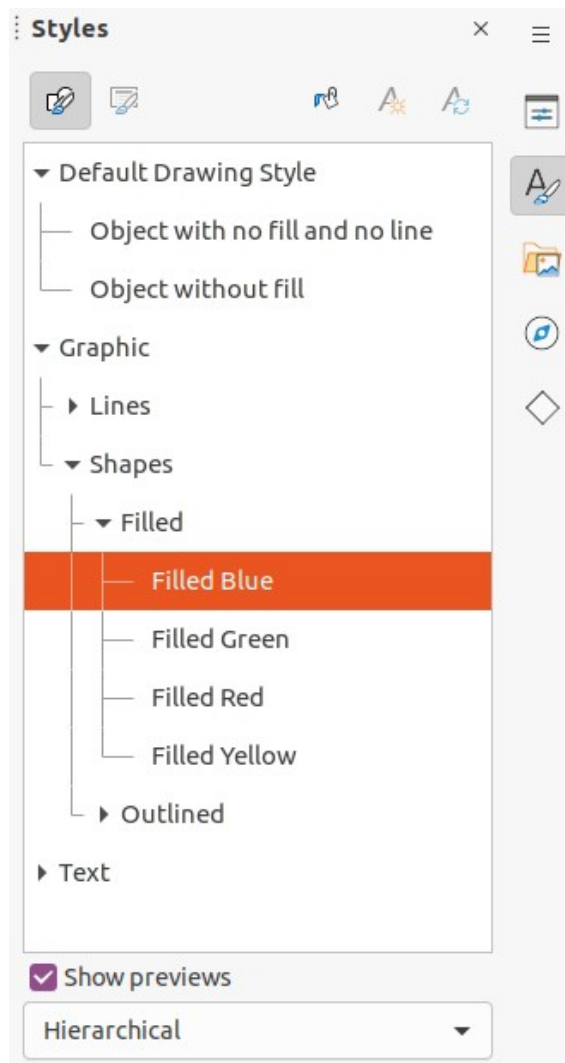 Styles
Default Drawing Style
Object with no fill and no line
Object without fill
Graphic
Lines
Shapes
Filled
Filled Blue
Filled Green
Filled Red
Filled Yellow
Outlined
Text
Show previews
Hierarchical